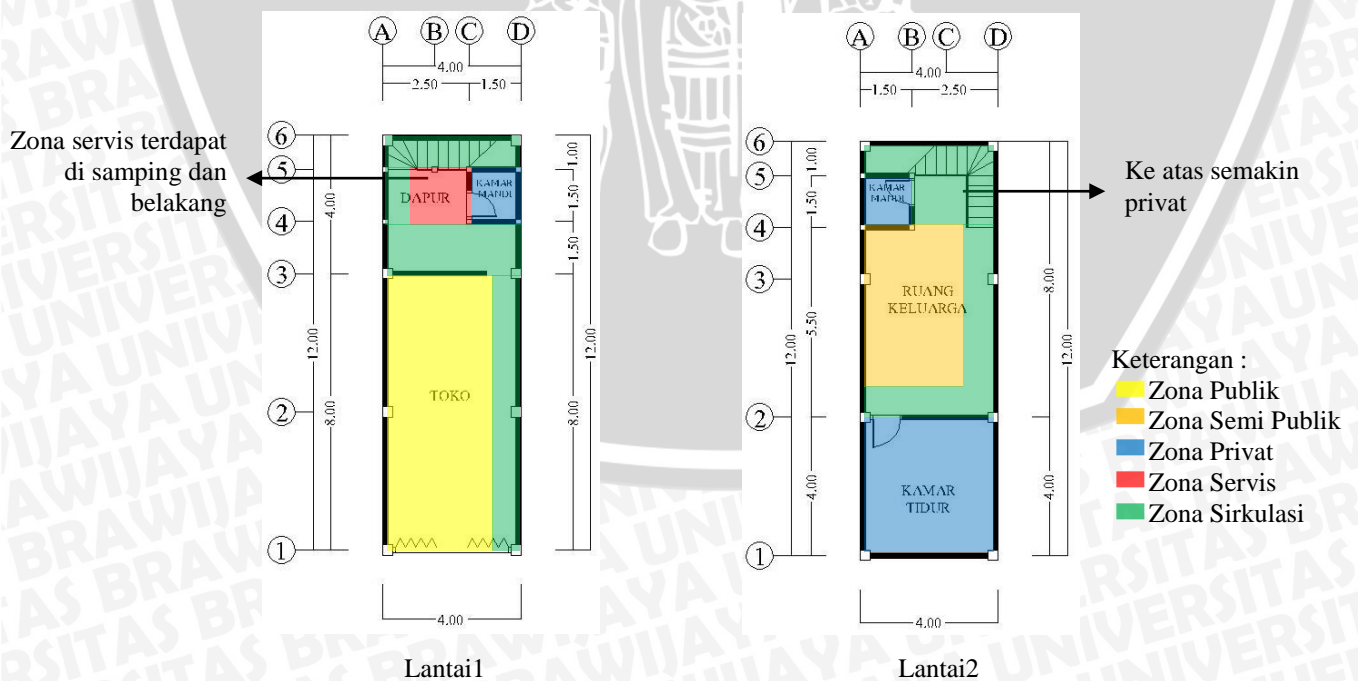 A B C D
4.00
2.50 1.50
Zona servis terdapat
di samping dan
belakang
6
5
4
3
2
1
12.00
4.00
8.00
1.00
1.50
1.50
8.00
12.00
DAPUR
KAMAR
MANDI
TOKO
4.00
Lantai1
A B C D
4.00
1.50 2.50
6
5
4
3
2
1
12.00
1.00
1.50
5.50
4.00
8.00
4.00
12.00
KAMAR
MANDI
RUANG
KELUARGA
KAMAR
TIDUR
4.00
Lantai2
Ke atas semakin
privat
Keterangan :
Zona Publik
Zona Semi Publik
Zona Privat
Zona Servis
Zona Sirkulasi